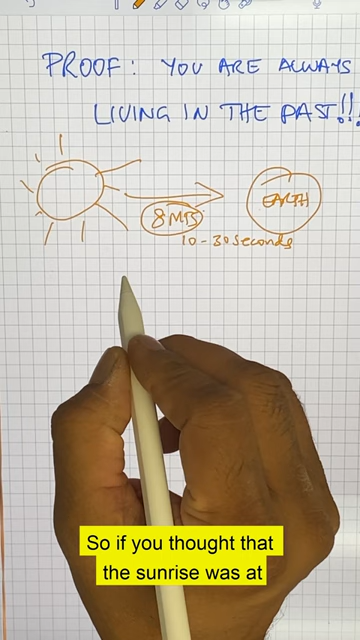 PROOF: YOU ARE ALWAYS
LIVING IN THE PAST!!!
8 MTS
EARTH
10-30 seconds
So if you thought that
the sunrise was at